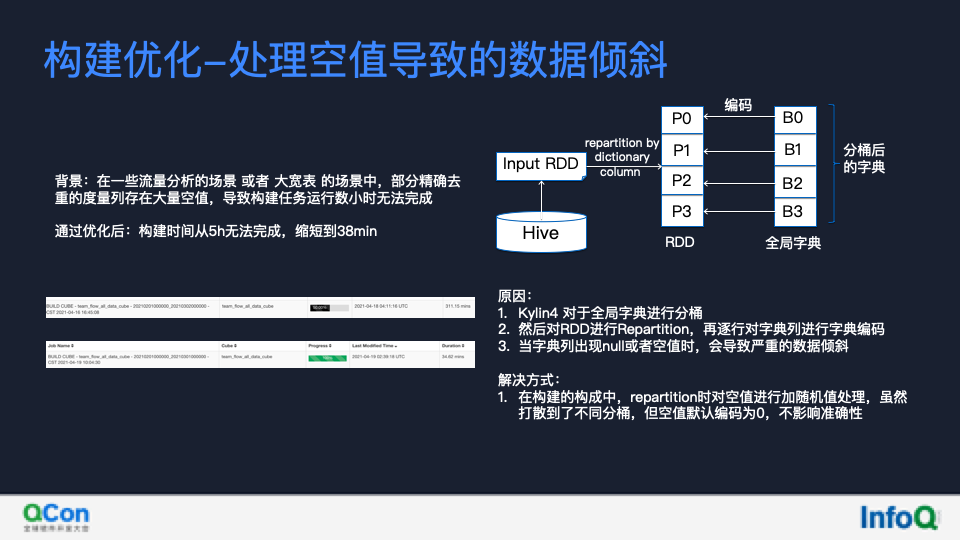 构建优化–处理空值导致的数据倾斜
背景：在一些流量分析的场景 或者 大宽表 的场景中，部分精确去
重的度量列存在大量空值，导致构建任务运行数小时无法完成
通过优化后：构建时间从5h无法完成，缩短到38min
BUILD CUBE - team_flow_all_data_cube - 20210201000000_20210302000000 -
CST 2021-04-16 16:45:08
team_flow_all_data_cube
2021-04-18 04:11:16 UTC
311.15 mins
Job Name
Cube
Progress
Last Modified Time
Duration
BUILD CUBE - team_flow_all_data_cube - 20210201000000_20210301000000 -
CST 2021-04-19 10:04:30
team_flow_all_data_cube
2021-04-19 02:39:18 UTC
34.62 mins
编码
P0
P1
P2
P3
RDD
B0
B1
B2
B3
全局字典
分桶后
的字典
repartition by
dictionary
column
Input RDD
Hive
原因：
1. Kylin4 对于全局字典进行分桶
2. 然后对RDD进行Repartition，再逐行对字典列进行字典编码
3. 当字典列出现null或者空值时，会导致严重的数据倾斜
解决方式：
1. 在构建的构成中，repartition时对空值进行加随机值处理，虽然
打散到了不同分桶，但空值默认编码为0，不影响准确性
QCon
全球软件开发大会
InfoQ